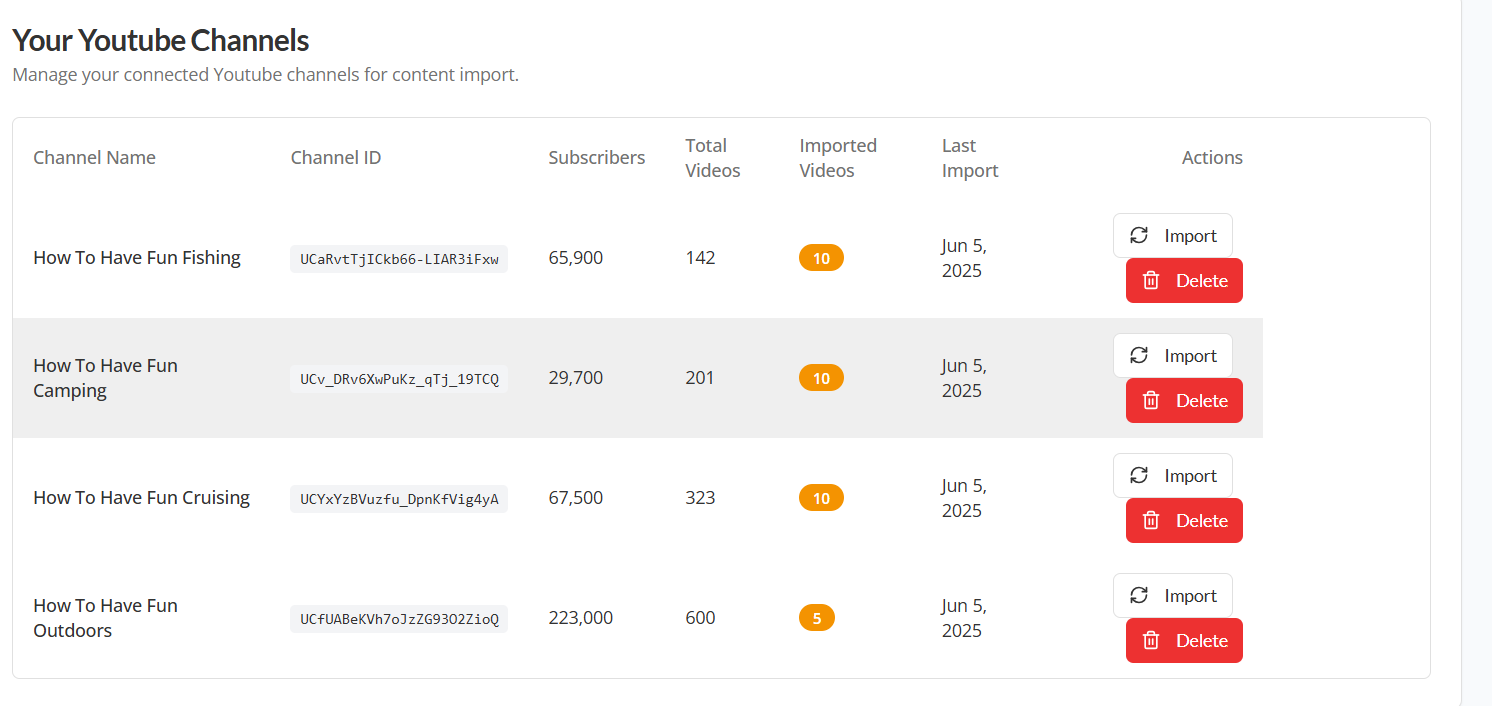 Your Youtube Channels
Manage your connected Youtube channels for content import.
Channel Name Channel ID Subscribers Total Videos Imported Videos Last Import Actions
How To Have Fun Fishing UCaRvtTjICkb66-LIAR3iFxw 65,900 142 10 Jun 5, 2025 Import Delete
How To Have Fun Camping UCv_DRv6XwPuKz_qTj_19TCQ 29,700 201 10 Jun 5, 2025 Import Delete
How To Have Fun Cruising UCYxYzBVuzfu_DpnKfVig4yA 67,500 323 10 Jun 5, 2025 Import Delete
How To Have Fun Outdoors UCfUABeKVh7oJzZG93O2ZioQ 223,000 600 5 Jun 5, 2025 Import Delete